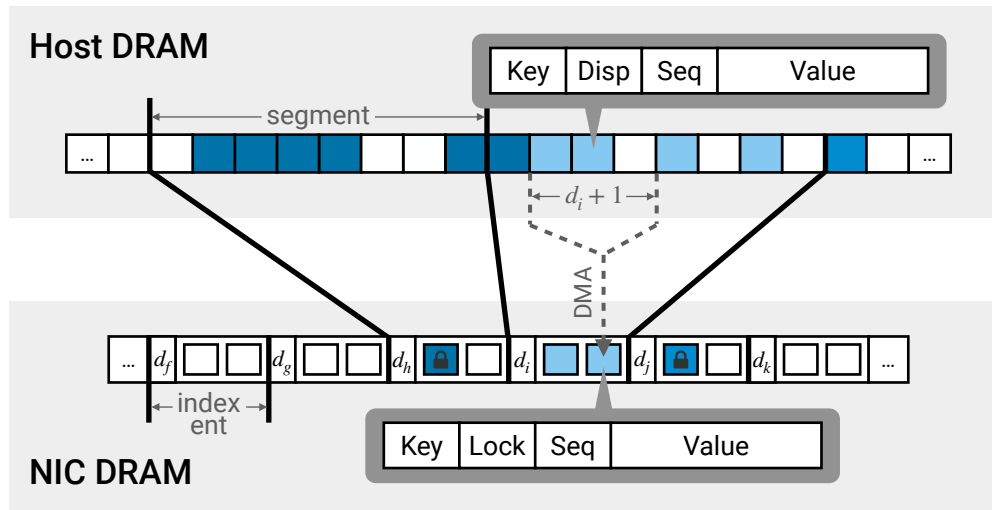 Host DRAM
Key Disp Seq Value
segment
... ...
d_i + 1
DMA
... d_f d_g d_h d_i d_j d_k ...
index
ent
Key Lock Seq Value
NIC DRAM